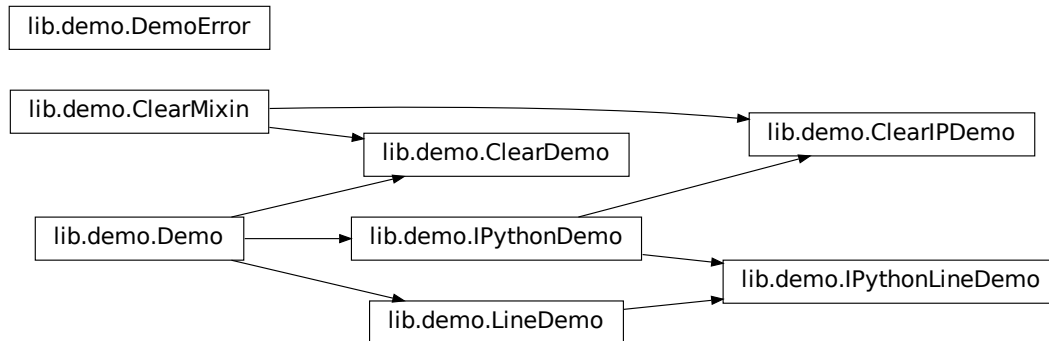 lib.demo.DemoError
lib.demo.ClearMixin
lib.demo.ClearIPDemo
lib.demo.ClearDemo
lib.demo.Demo
lib.demo.IPythonDemo
lib.demo.IPythonLineDemo
lib.demo.LineDemo